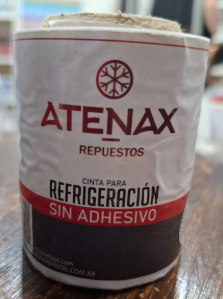 ATENAX
REPUESTOS
CINTA PARA
REFRIGERACIÓN
SIN ADHESIVO